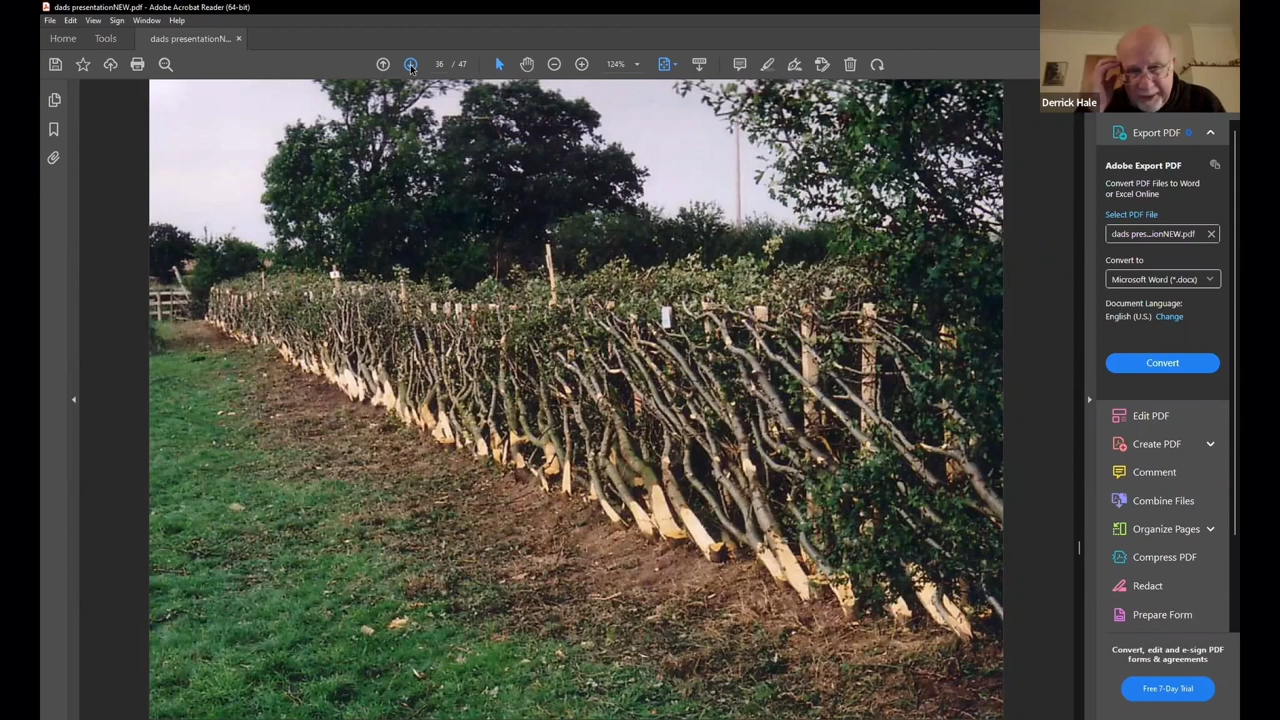 dads presentationNEW.pdf - Adobe Acrobat Reader (64-bit)
File Edit View Sign Window Help
Home Tools dads presentationN... ×
36 / 47 124%
Derrick Hale
Export PDF
Adobe Export PDF
Convert PDF Files to Word
or Excel Online
Select PDF File
dads pres...ionNEW.pdf
Convert to
Microsoft Word (*.docx)
Document Language:
English (U.S.) Change
Convert
Edit PDF
Create PDF
Comment
Combine Files
Organize Pages
Compress PDF
Redact
Prepare Form
Convert, edit and e-sign PDF
forms & agreements
Free 7-Day Trial